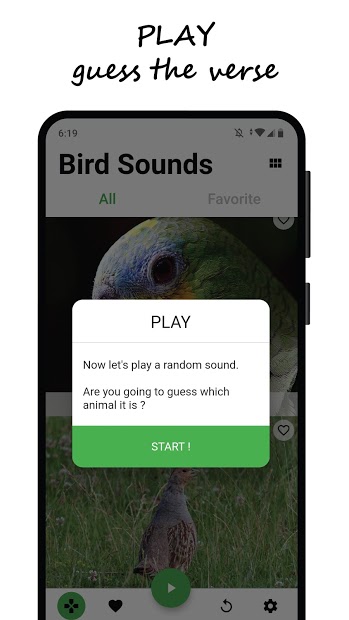 PLAY
guess the verse
6:19
Bird Sounds
All Favorite
PLAY
Now let's play a random sound.
Are you going to guess which
animal it is ?
START !